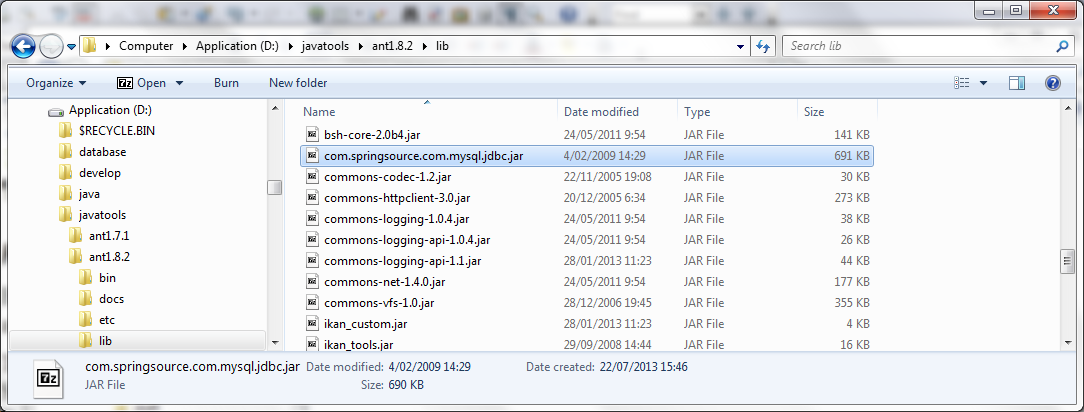 Computer ▸ Application (D:) ▸ javatools ▸ ant1.8.2 ▸ lib
Search lib
Organize Open Burn New folder
Application (D:)
$RECYCLE.BIN
database
develop
java
javatools
ant1.7.1
ant1.8.2
bin
docs
etc
lib
Name Date modified Type Size
bsh-core-2.0b4.jar 24/05/2011 9:54 JAR File 141 KB
com.springsource.com.mysql.jdbc.jar 4/02/2009 14:29 JAR File 691 KB
commons-codec-1.2.jar 22/11/2005 19:08 JAR File 30 KB
commons-httpclient-3.0.jar 20/12/2005 6:34 JAR File 273 KB
commons-logging-1.0.4.jar 24/05/2011 9:54 JAR File 38 KB
commons-logging-api-1.0.4.jar 24/05/2011 9:54 JAR File 26 KB
commons-logging-api-1.1.jar 28/01/2013 11:23 JAR File 44 KB
commons-net-1.4.0.jar 24/05/2011 9:54 JAR File 177 KB
commons-vfs-1.0.jar 28/12/2006 19:45 JAR File 355 KB
ikan_custom.jar 28/01/2013 11:23 JAR File 4 KB
ikan_tools.jar 29/09/2008 14:44 JAR File 16 KB
com.springsource.com.mysql.jdbc.jar Date modified: 4/02/2009 14:29 Date created: 22/07/2013 15:46
JAR File Size: 690 KB